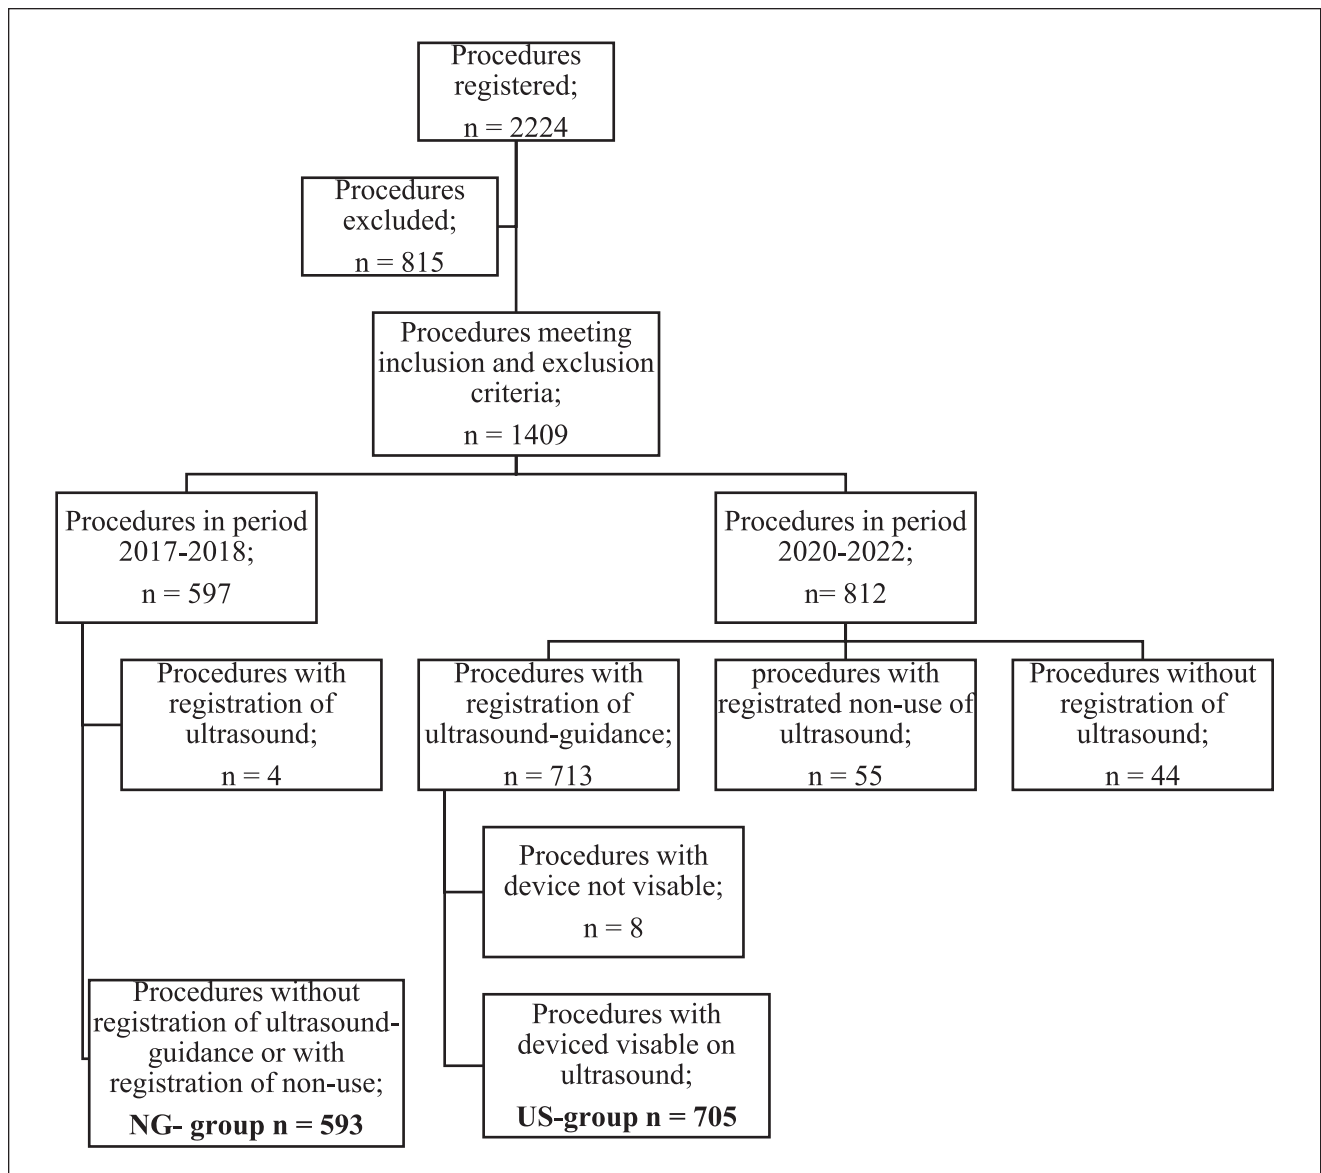 Procedures
registered;
n = 2224
Procedures
excluded;
n = 815
Procedures meeting
inclusion and exclusion
criteria;
n = 1409
Procedures in period
2017-2018;
n = 597
Procedures in period
2020-2022;
n= 812
Procedures with
registration of
ultrasound;
n = 4
Procedures with
registration of
ultrasound-guidance;
n = 713
procedures with
registrated non-use of
ultrasound;
n = 55
Procedures without
registration of
ultrasound;
n = 44
Procedures with
device not visable;
n = 8
Procedures without
registration of ultrasound-
guidance or with
registration of non-use;
NG- group n = 593
Procedures with
deviced visable on
ultrasound;
US-group n = 705